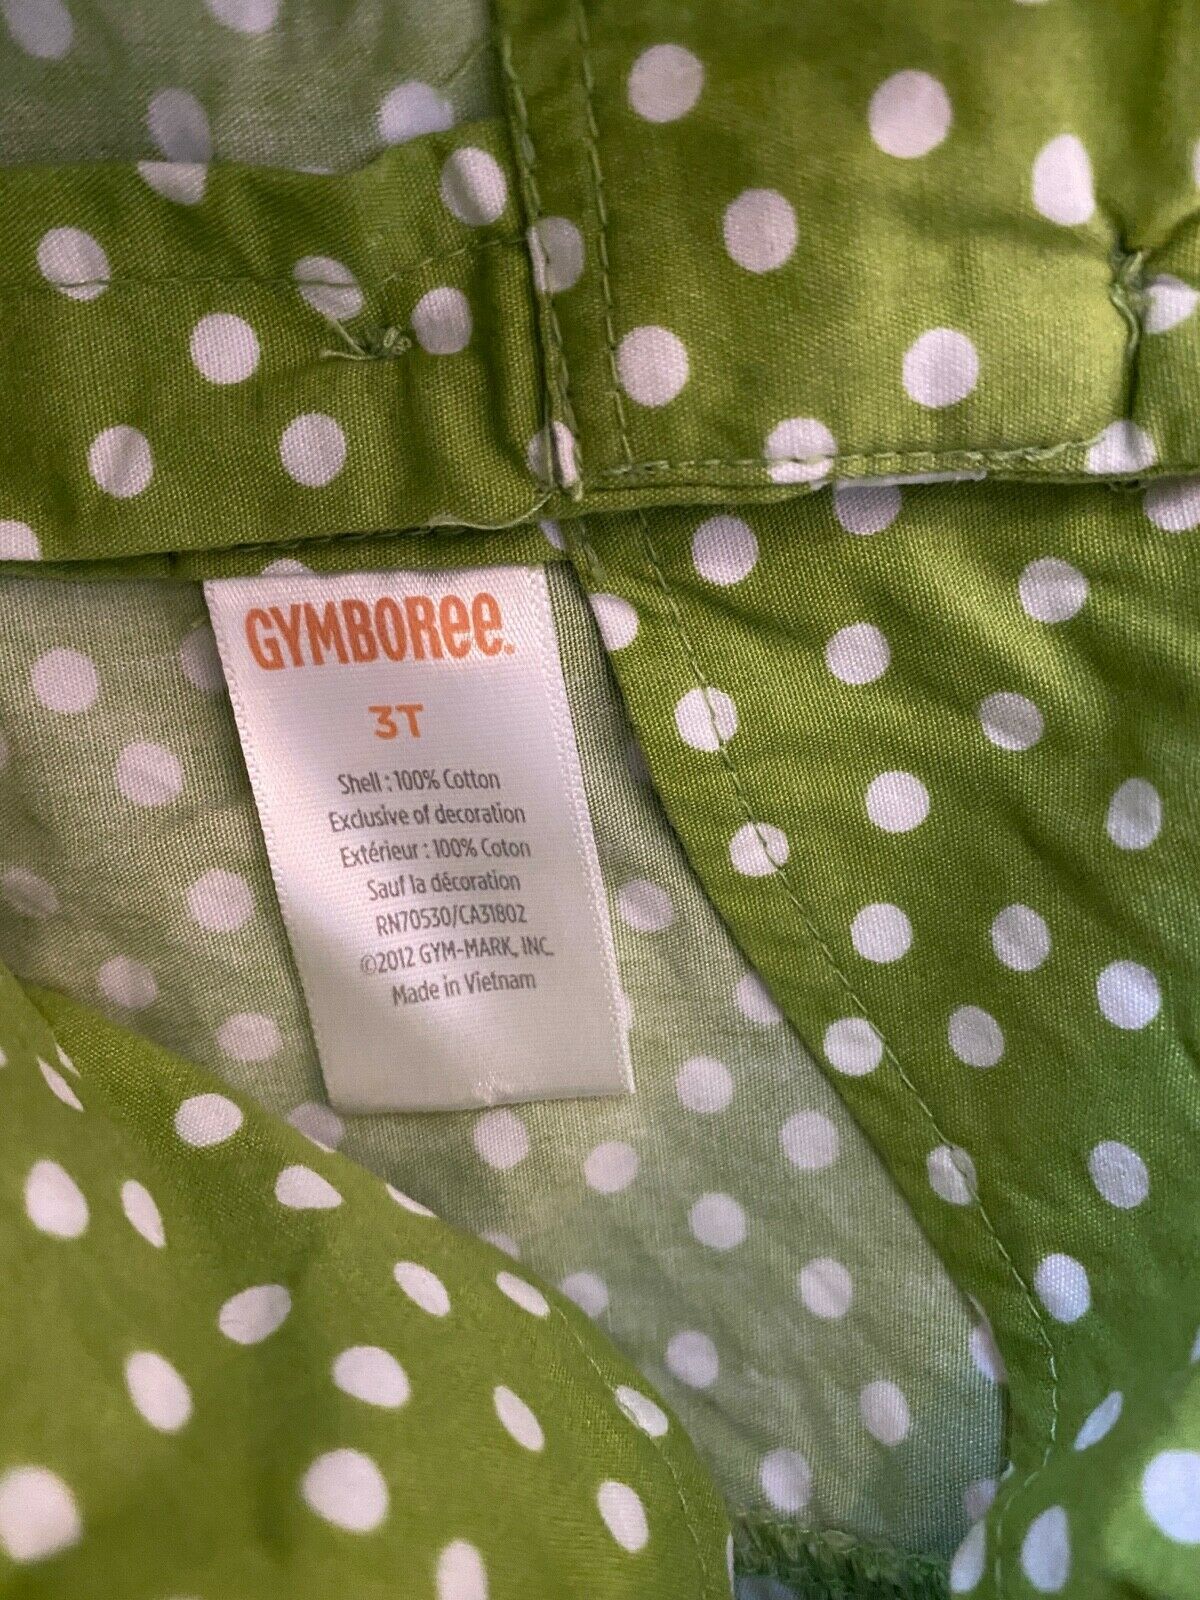 GYMBORee.
3T
Shell : 100% Cotton
Exclusive of decoration
Extérieur : 100% Coton
Sauf la décoration
RN70530/CA31802
©2012 GYM-MARK, INC.
Made in Vietnam